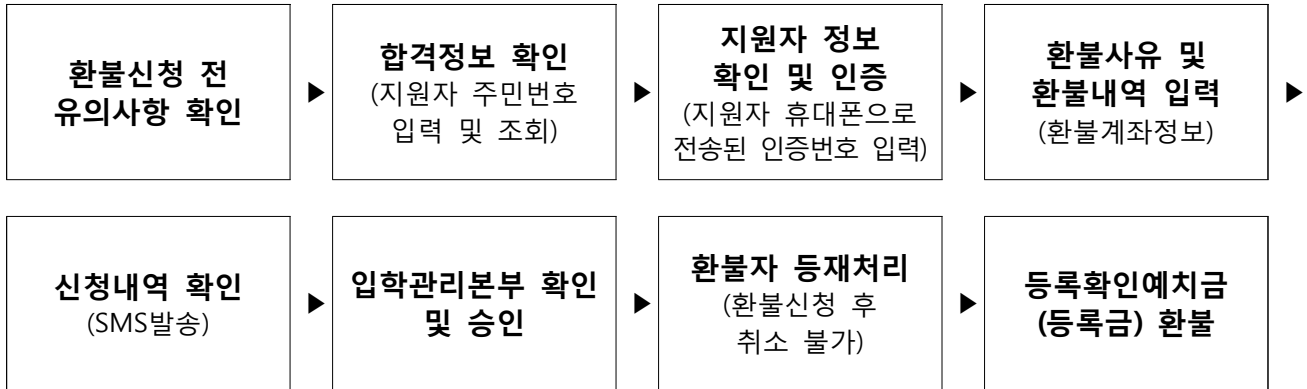 환불신청 전
유의사항 확인
▶
합격정보 확인
(지원자 주민번호
입력 및 조회)
▶
지원자 정보
확인 및 인증
(지원자 휴대폰으로
전송된 인증번호 입력)
▶
환불사유 및
환불내역 입력
(환불계좌정보)
▶
신청내역 확인
(SMS발송)
▶
입학관리본부 확인
및 승인
▶
환불자 등재처리
(환불신청 후
취소 불가)
▶
등록확인예치금
(등록금) 환불